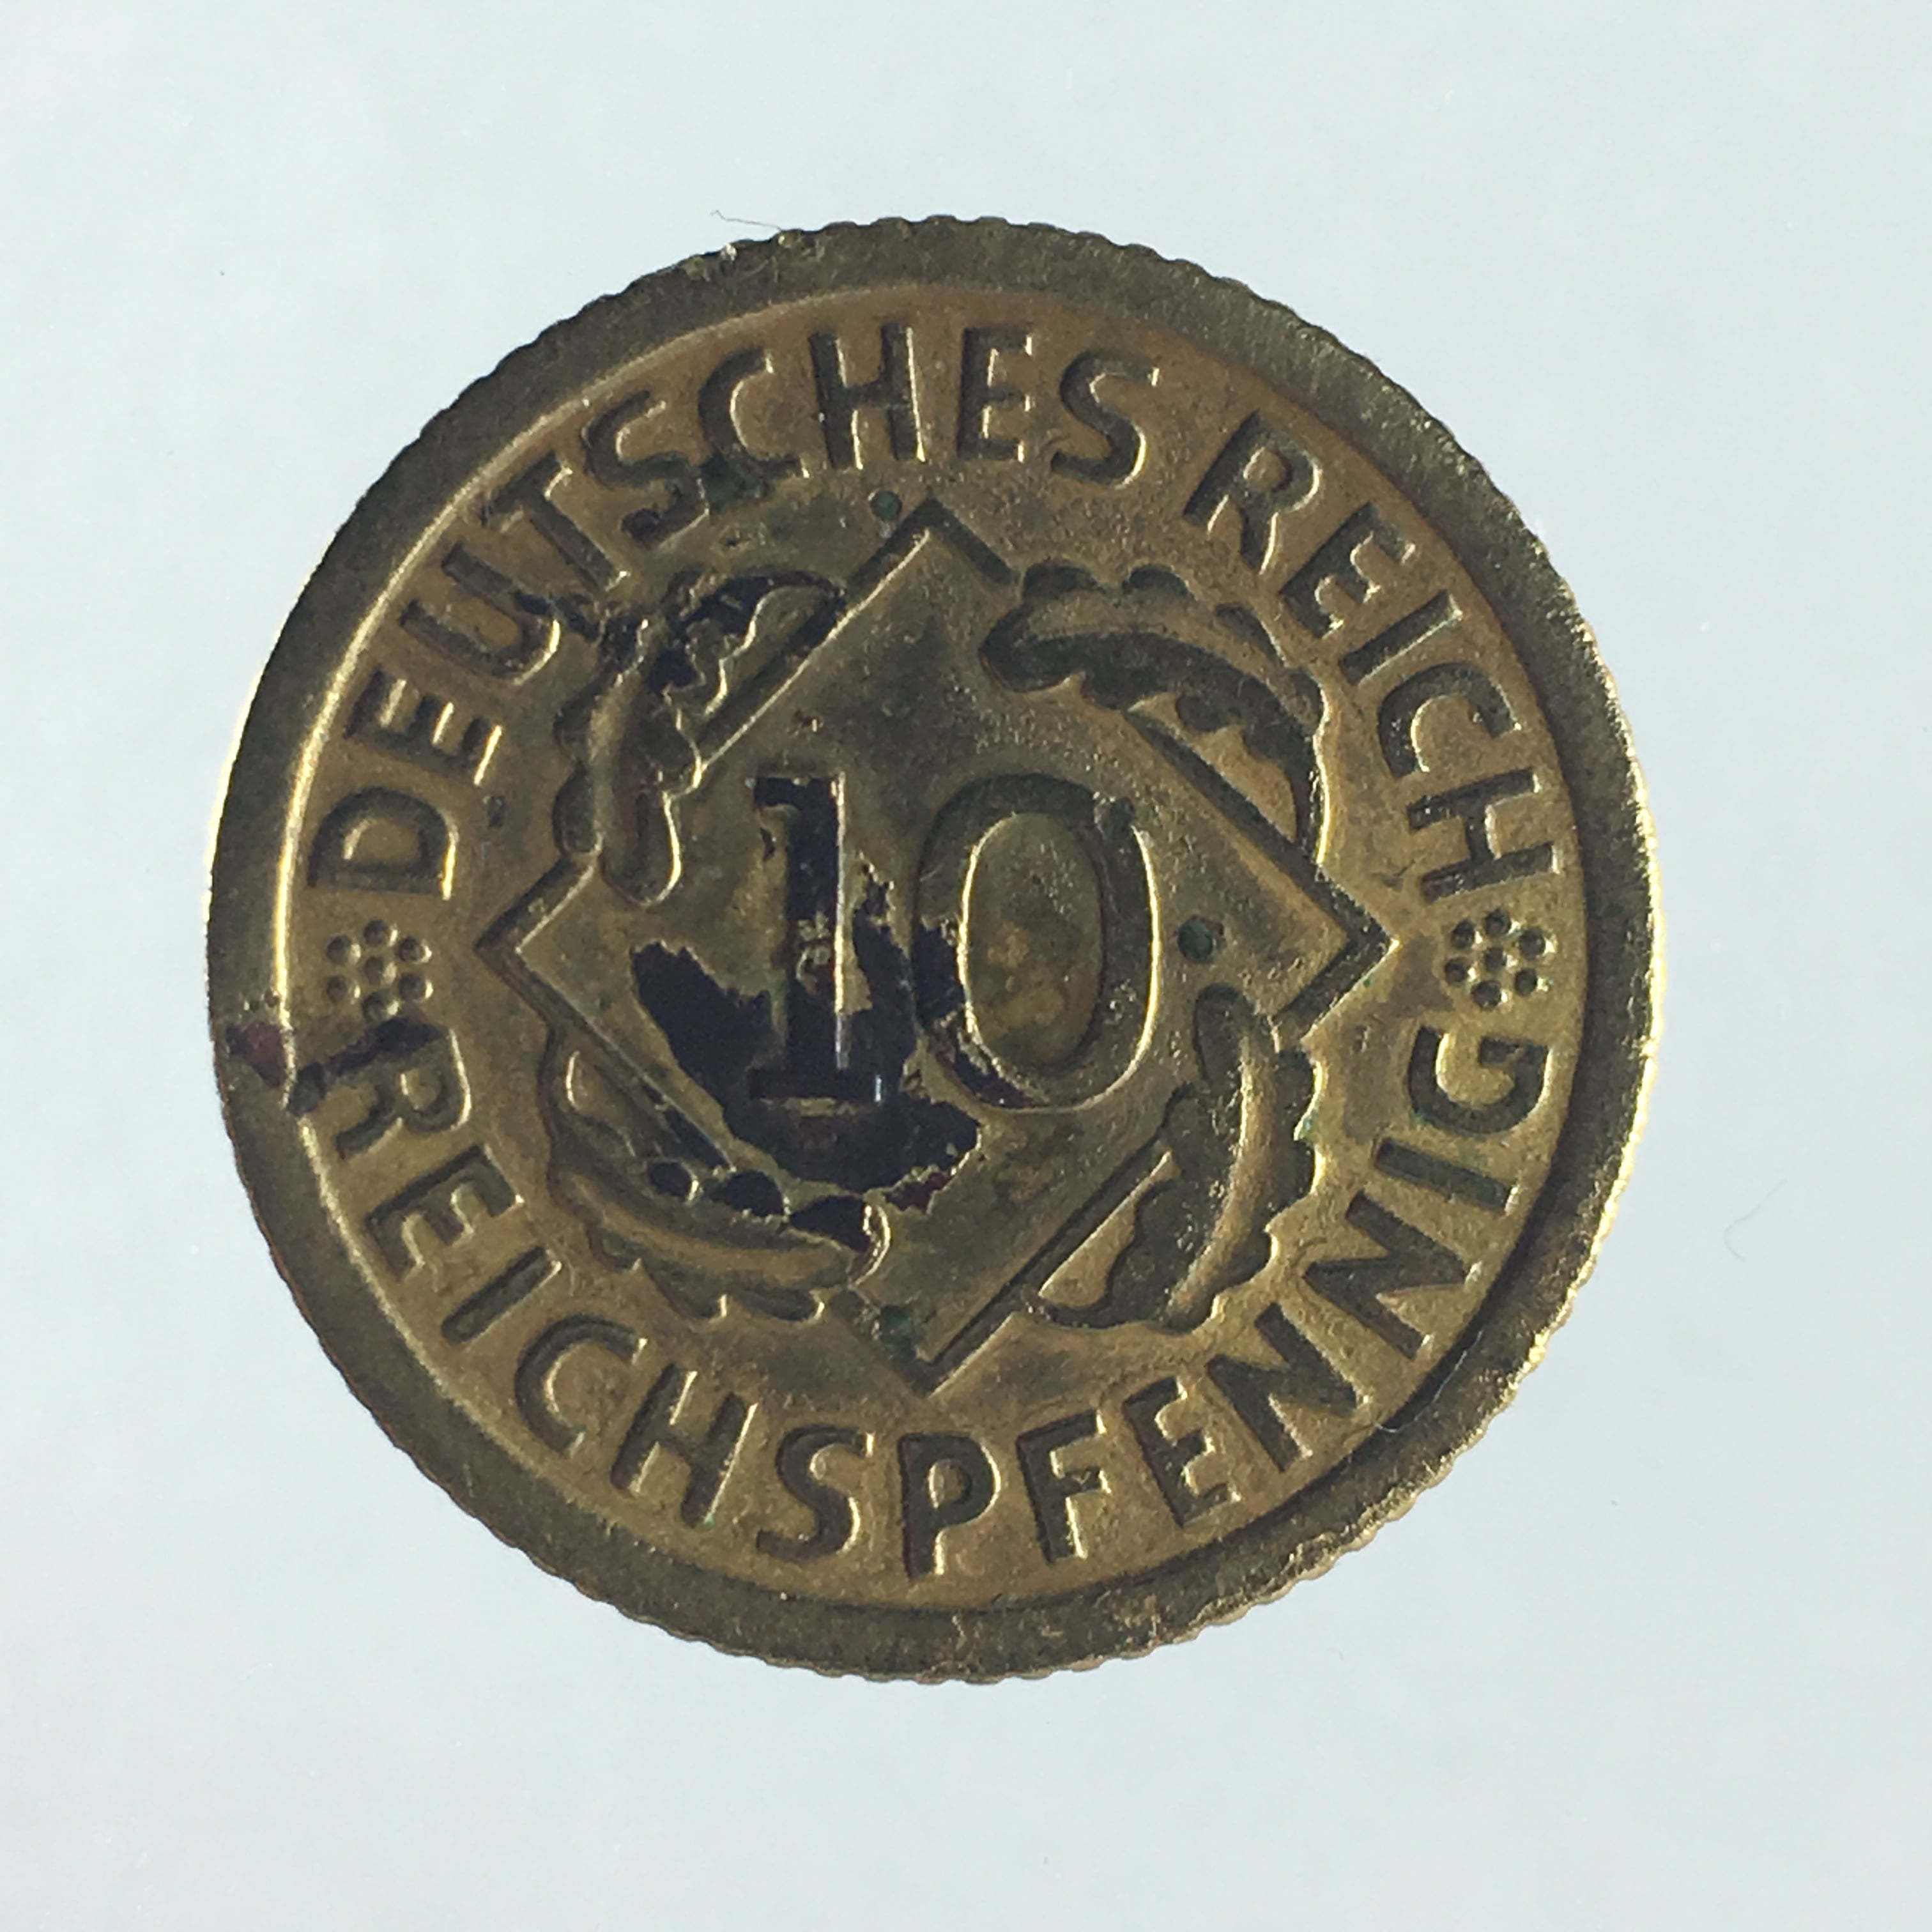 DEUTSCHES REICH
10
REICHSPFENNIG